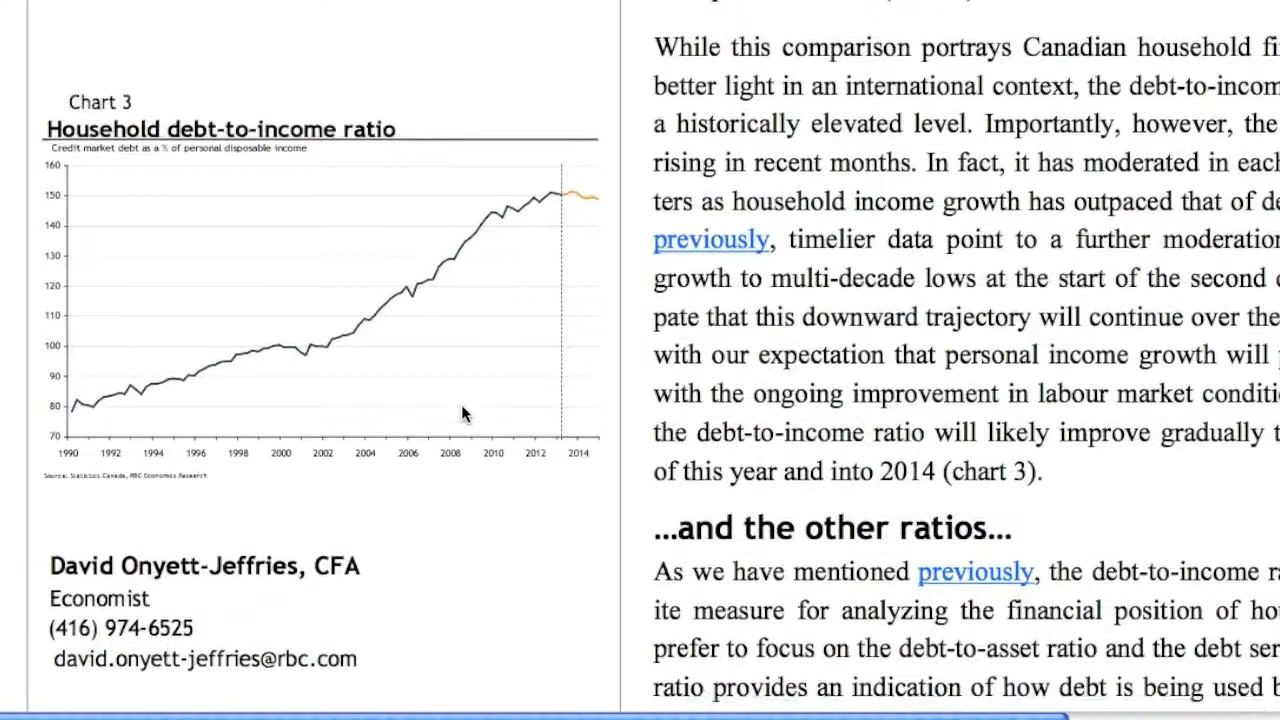 Chart 3
Household debt-to-income ratio
Credit market debt as a % of personal disposable income
160
150
140
130
120
110
100
90
80
70
1990 1992 1994 1996 1998 2000 2002 2004 2006 2008 2010 2012 2014
Source: Statistics Canada, RBC Economics Research
David Onyett-Jeffries, CFA
Economist
(416) 974-6525
david.onyett-jeffries@rbc.com
While this comparison portrays Canadian household fi
better light in an international context, the debt-to-incom
a historically elevated level. Importantly, however, the
rising in recent months. In fact, it has moderated in each
ters as household income growth has outpaced that of de
previously, timelier data point to a further moderation
growth to multi-decade lows at the start of the second
pate that this downward trajectory will continue over the
with our expectation that personal income growth will
with the ongoing improvement in labour market conditi
the debt-to-income ratio will likely improve gradually t
of this year and into 2014 (chart 3).
...and the other ratios...
As we have mentioned previously, the debt-to-income ra
ite measure for analyzing the financial position of hou
prefer to focus on the debt-to-asset ratio and the debt ser
ratio provides an indication of how debt is being used b